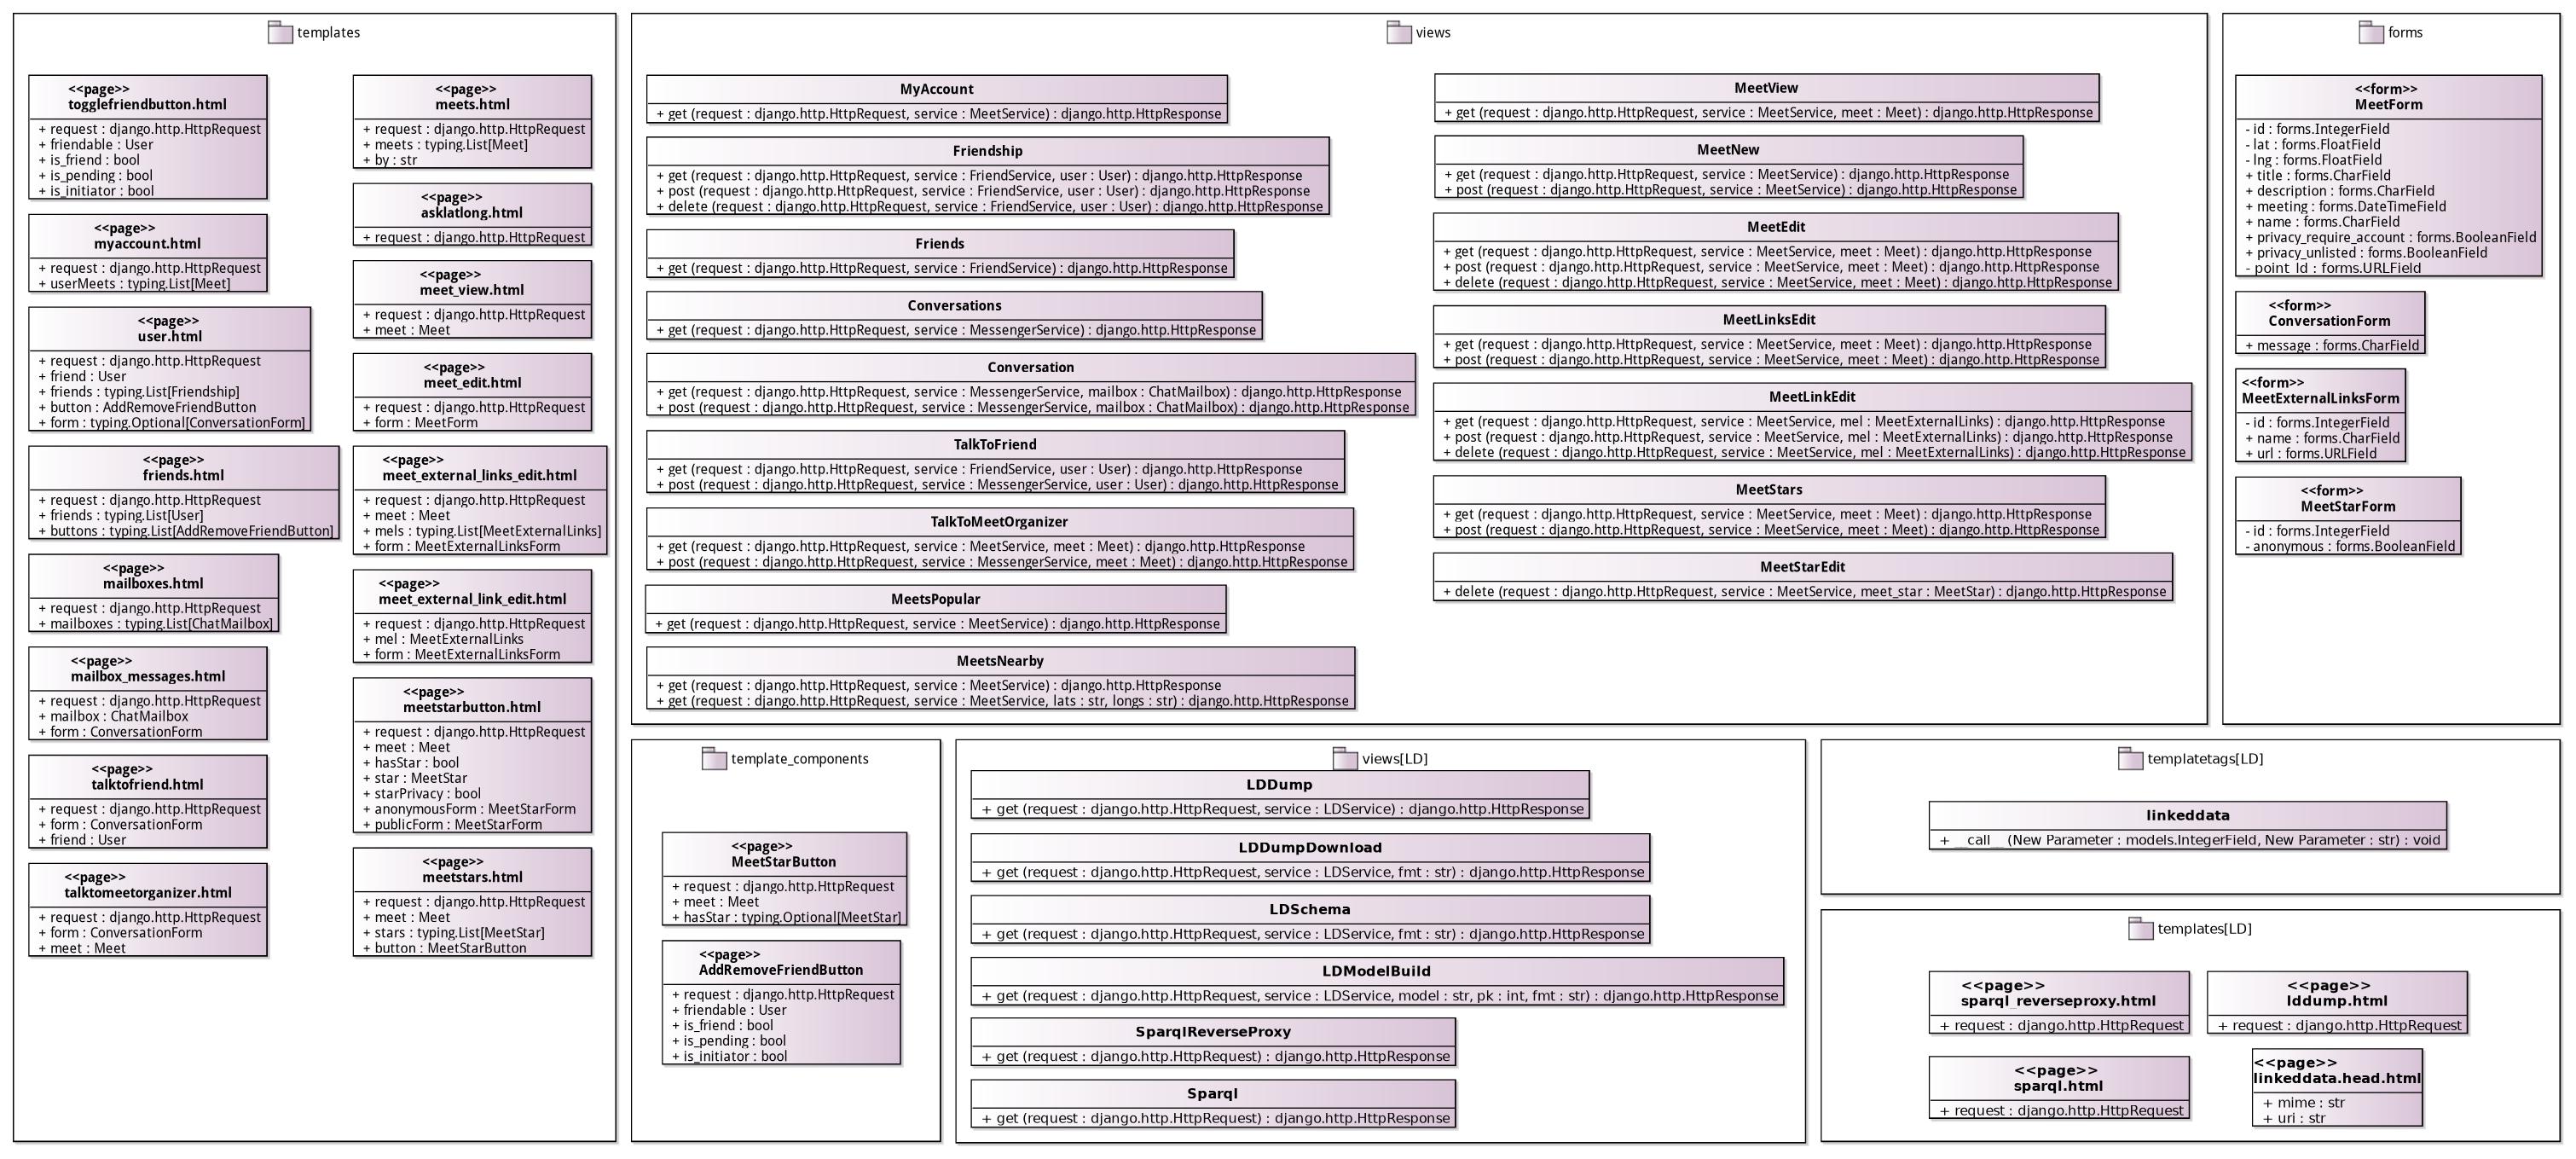 templates
<<page>>
togglefriendbutton.html
+ request : django.http.HttpRequest
+ friendable : User
+ is_friend : bool
+ is_pending : bool
+ is_initiator : bool
<<page>>
myaccount.html
+ request : django.http.HttpRequest
+ userMeets : typing.List[Meet]
<<page>>
user.html
+ request : django.http.HttpRequest
+ friend : User
+ friends : typing.List[Friendship]
+ button : AddRemoveFriendButton
+ form : typing.Optional[ConversationForm]
<<page>>
friends.html
+ request : django.http.HttpRequest
+ friends : typing.List[User]
+ buttons : typing.List[AddRemoveFriendButton]
<<page>>
mailboxes.html
+ request : django.http.HttpRequest
+ mailboxes : typing.List[ChatMailbox]
<<page>>
mailbox_messages.html
+ request : django.http.HttpRequest
+ mailbox : ChatMailbox
+ form : ConversationForm
<<page>>
talktofriend.html
+ request : django.http.HttpRequest
+ form : ConversationForm
+ friend : User
<<page>>
talktomeetorganizer.html
+ request : django.http.HttpRequest
+ form : ConversationForm
+ meet : Meet
<<page>>
meets.html
+ request : django.http.HttpRequest
+ meets : typing.List[Meet]
+ by : str
<<page>>
asklatlong.html
+ request : django.http.HttpRequest
<<page>>
meet_view.html
+ request : django.http.HttpRequest
+ meet : Meet
<<page>>
meet_edit.html
+ request : django.http.HttpRequest
+ form : MeetForm
<<page>>
meet_external_links_edit.html
+ request : django.http.HttpRequest
+ meet : Meet
+ mels : typing.List[MeetExternalLinks]
+ form : MeetExternalLinksForm
<<page>>
meet_external_link_edit.html
+ request : django.http.HttpRequest
+ mel : MeetExternalLinks
+ form : MeetExternalLinksForm
<<page>>
meetstarbutton.html
+ request : django.http.HttpRequest
+ meet : Meet
+ hasStar : bool
+ star : MeetStar
+ starPrivacy : bool
+ anonymousForm : MeetStarForm
+ publicForm : MeetStarForm
<<page>>
meetstars.html
+ request : django.http.HttpRequest
+ meet : Meet
+ stars : typing.List[MeetStar]
+ button : MeetStarButton
views
MyAccount
+ get (request : django.http.HttpRequest, service : MeetService) : django.http.HttpResponse
Friendship
+ get (request : django.http.HttpRequest, service : FriendService, user : User) : django.http.HttpResponse
+ post (request : django.http.HttpRequest, service : FriendService, user : User) : django.http.HttpResponse
+ delete (request : django.http.HttpRequest, service : FriendService, user : User) : django.http.HttpResponse
Friends
+ get (request : django.http.HttpRequest, service : FriendService) : django.http.HttpResponse
Conversations
+ get (request : django.http.HttpRequest, service : MessengerService) : django.http.HttpResponse
Conversation
+ get (request : django.http.HttpRequest, service : MessengerService, mailbox : ChatMailbox) : django.http.HttpResponse
+ post (request : django.http.HttpRequest, service : MessengerService, mailbox : ChatMailbox) : django.http.HttpResponse
TalkToFriend
+ get (request : django.http.HttpRequest, service : FriendService, user : User) : django.http.HttpResponse
+ post (request : django.http.HttpRequest, service : MessengerService, user : User) : django.http.HttpResponse
TalkToMeetOrganizer
+ get (request : django.http.HttpRequest, service : MeetService, meet : Meet) : django.http.HttpResponse
+ post (request : django.http.HttpRequest, service : MessengerService, meet : Meet) : django.http.HttpResponse
MeetsPopular
+ get (request : django.http.HttpRequest, service : MeetService) : django.http.HttpResponse
MeetsNearby
+ get (request : django.http.HttpRequest, service : MeetService) : django.http.HttpResponse
+ get (request : django.http.HttpRequest, service : MeetService, lats : str, longs : str) : django.http.HttpResponse
MeetView
+ get (request : django.http.HttpRequest, service : MeetService, meet : Meet) : django.http.HttpResponse
MeetNew
+ get (request : django.http.HttpRequest, service : MeetService) : django.http.HttpResponse
+ post (request : django.http.HttpRequest, service : MeetService) : django.http.HttpResponse
MeetEdit
+ get (request : django.http.HttpRequest, service : MeetService, meet : Meet) : django.http.HttpResponse
+ post (request : django.http.HttpRequest, service : MeetService, meet : Meet) : django.http.HttpResponse
+ delete (request : django.http.HttpRequest, service : MeetService, meet : Meet) : django.http.HttpResponse
MeetLinksEdit
+ get (request : django.http.HttpRequest, service : MeetService, meet : Meet) : django.http.HttpResponse
+ post (request : django.http.HttpRequest, service : MeetService, meet : Meet) : django.http.HttpResponse
MeetLinkEdit
+ get (request : django.http.HttpRequest, service : MeetService, mel : MeetExternalLinks) : django.http.HttpResponse
+ post (request : django.http.HttpRequest, service : MeetService, mel : MeetExternalLinks) : django.http.HttpResponse
+ delete (request : django.http.HttpRequest, service : MeetService, mel : MeetExternalLinks) : django.http.HttpResponse
MeetStars
+ get (request : django.http.HttpRequest, service : MeetService, meet : Meet) : django.http.HttpResponse
+ post (request : django.http.HttpRequest, service : MeetService, meet : Meet) : django.http.HttpResponse
MeetStarEdit
+ delete (request : django.http.HttpRequest, service : MeetService, meet_star : MeetStar) : django.http.HttpResponse
forms
<<form>>
MeetForm
- id : forms.IntegerField
- lat : forms.FloatField
- lng : forms.FloatField
+ title : forms.CharField
+ description : forms.CharField
+ meeting : forms.DateTimeField
+ name : forms.CharField
+ privacy_require_account : forms.BooleanField
+ privacy_unlisted : forms.BooleanField
- point_ld : forms.URLField
<<form>>
ConversationForm
+ message : forms.CharField
<<form>>
MeetExternalLinksForm
- id : forms.IntegerField
+ name : forms.CharField
+ url : forms.URLField
<<form>>
MeetStarForm
- id : forms.IntegerField
- anonymous : forms.BooleanField
template_components
<<page>>
MeetStarButton
+ request : django.http.HttpRequest
+ meet : Meet
+ hasStar : typing.Optional[MeetStar]
<<page>>
AddRemoveFriendButton
+ request : django.http.HttpRequest
+ friendable : User
+ is_friend : bool
+ is_pending : bool
+ is_initiator : bool
views[LD]
LDDump
+ get (request : django.http.HttpRequest, service : LDService) : django.http.HttpResponse
LDDumpDownload
+ get (request : django.http.HttpRequest, service : LDService, fmt : str) : django.http.HttpResponse
LDSchema
+ get (request : django.http.HttpRequest, service : LDService, fmt : str) : django.http.HttpResponse
LDModelBuild
+ get (request : django.http.HttpRequest, service : LDService, model : str, pk : int, fmt : str) : django.http.HttpResponse
SparqlReverseProxy
+ get (request : django.http.HttpRequest) : django.http.HttpResponse
Sparql
+ get (request : django.http.HttpRequest) : django.http.HttpResponse
templatetags[LD]
linkeddata
+ __call__ (New Parameter : models.IntegerField, New Parameter : str) : void
templates[LD]
<<page>>
sparql_reverseproxy.html
+ request : django.http.HttpRequest
<<page>>
lddump.html
+ request : django.http.HttpRequest
<<page>>
sparql.html
+ request : django.http.HttpRequest
<<page>>
linkeddata.head.html
+ mime : str
+ uri : str